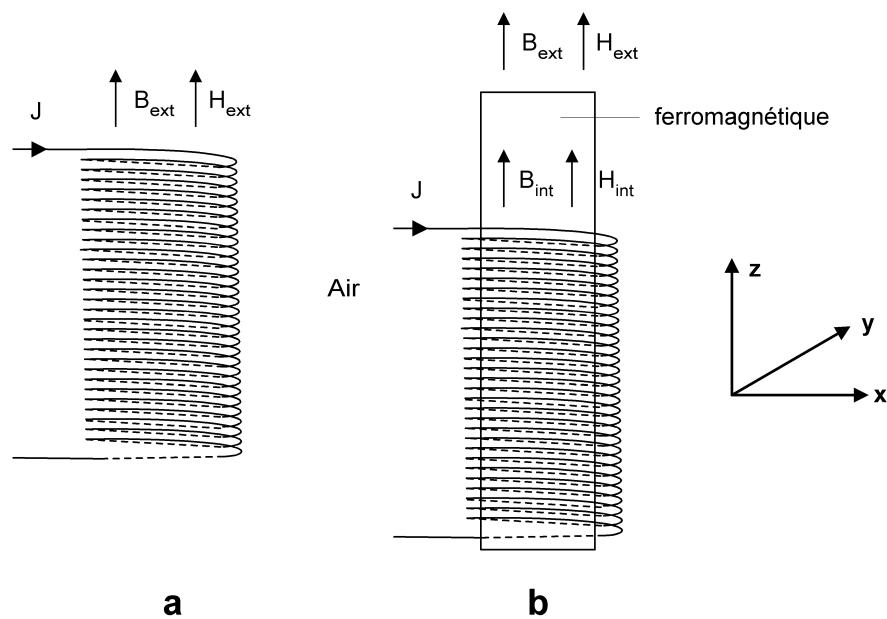 J
B_ext
H_ext
B_ext
H_ext
ferromagnétique
B_int
H_int
J
Air
z
y
x
a
b